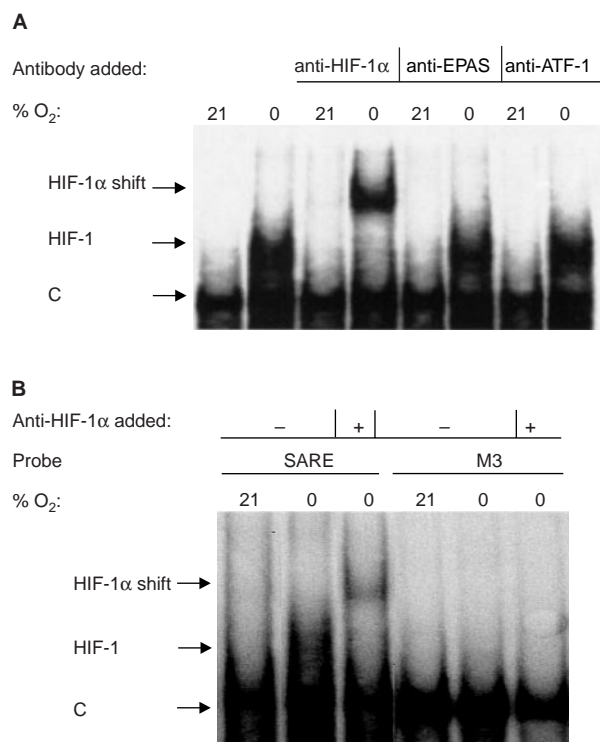 A
Antibody added: anti-HIF-1α anti-EPAS anti-ATF-1
% O₂: 21 0 21 0 21 0 21 0
HIF-1α shift
HIF-1
C
B
Anti-HIF-1α added: – + – +
Probe SARE M3
% O₂: 21 0 0 21 0 0
HIF-1α shift
HIF-1
C